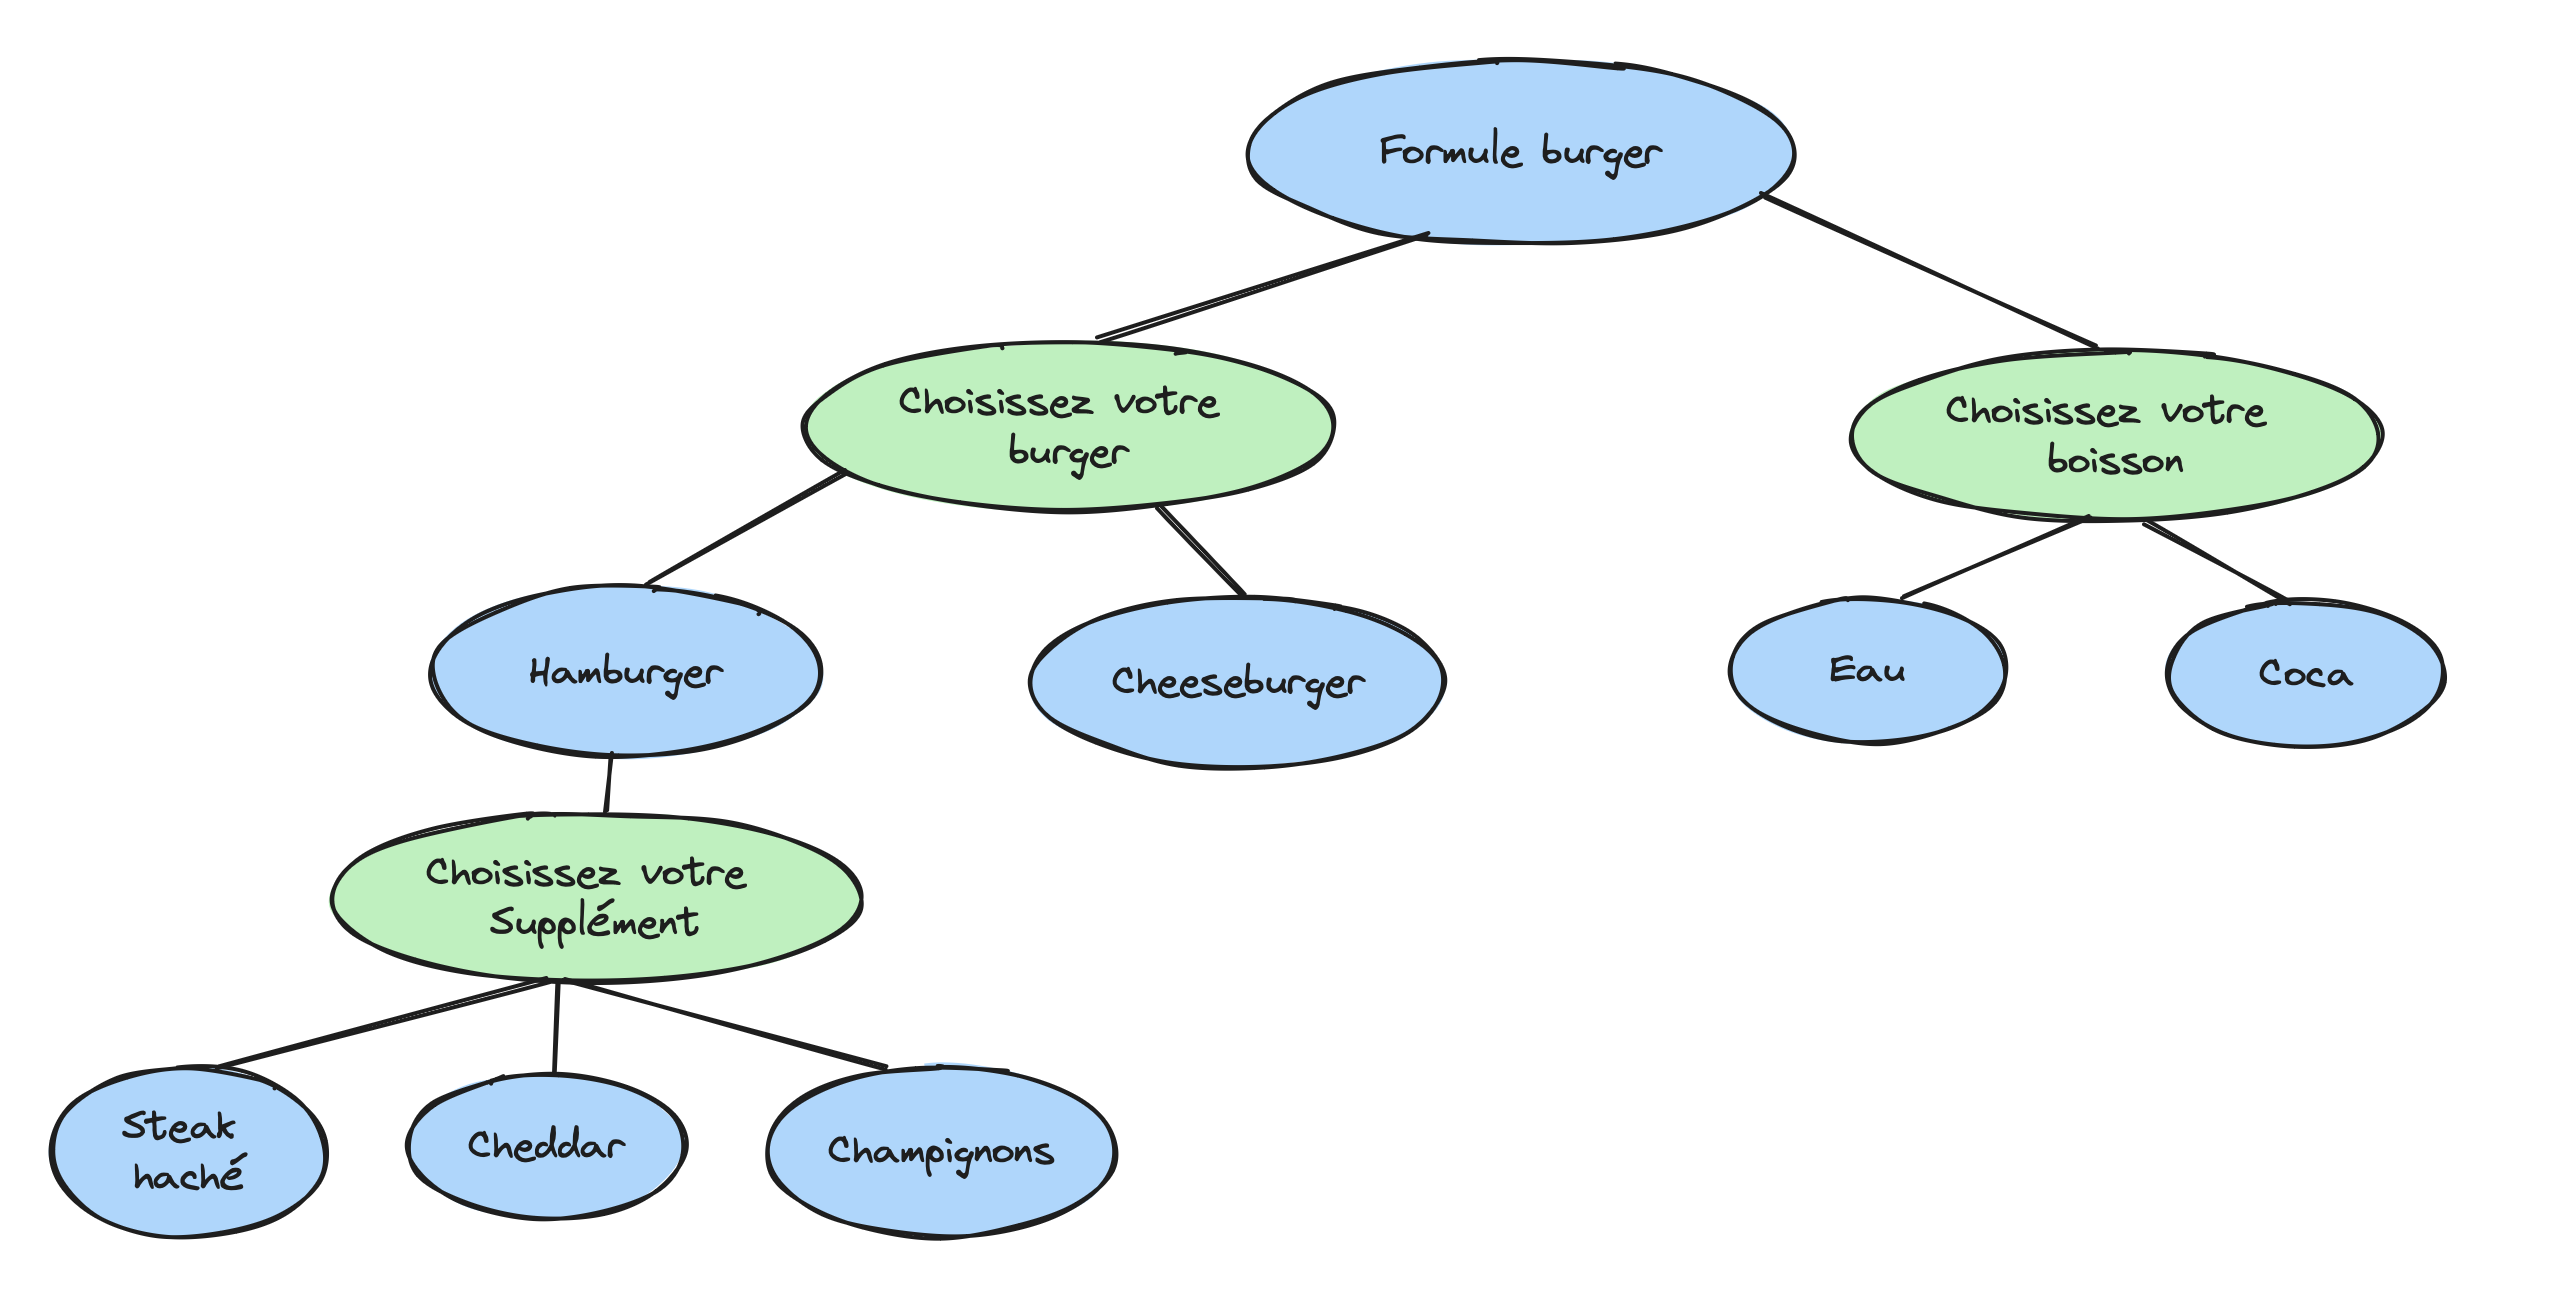 Formule burger
Choisissez votre
burger
Choisissez votre
boisson
Hamburger
Cheeseburger
Eau
Coca
Choisissez votre
Supplément
Steak
haché
Cheddar
Champignons